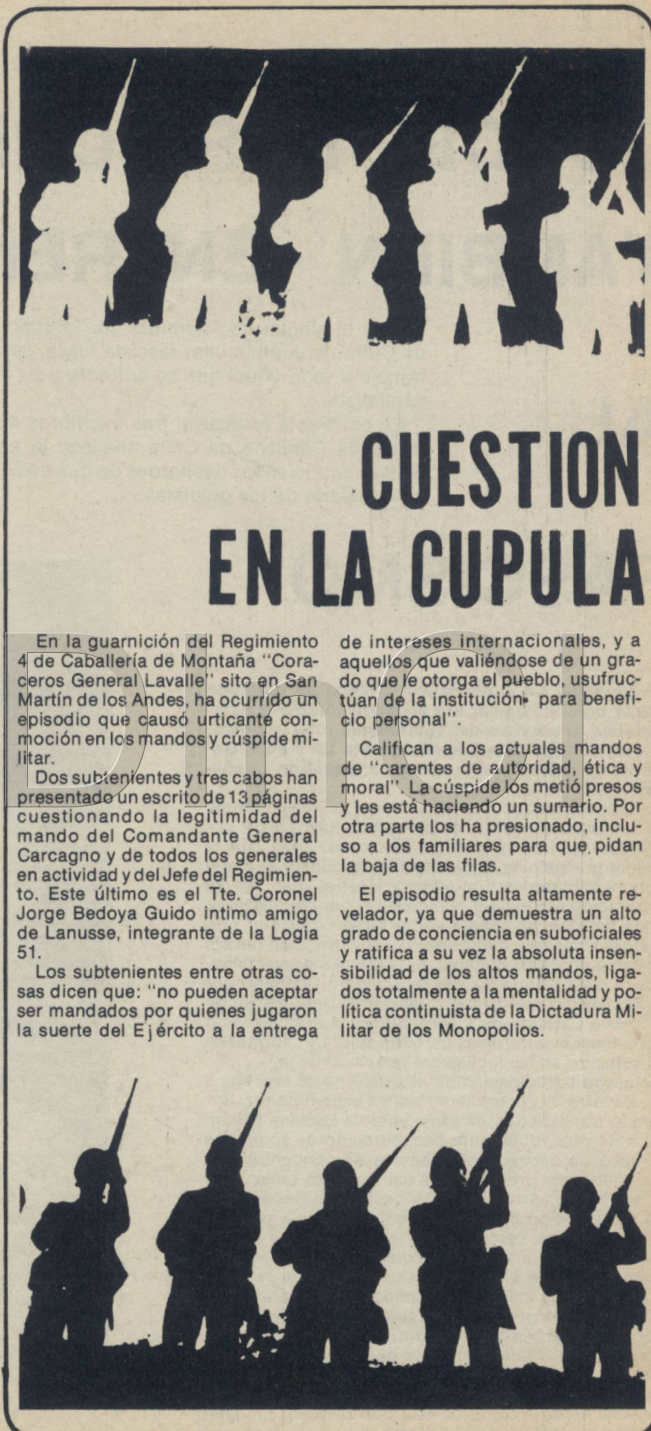 CUESTION
EN LA CUPULA
En la guarnición del Regimiento
4 de Caballería de Montaña "Cora-
ceros General Lavalle" sito en San
Martín de los Andes, ha ocurrido un
episodio que causó urticante con-
moción en los mandos y cúspide mi-
litar.
Dos subtenientes y tres cabos han
presentado un escrito de 13 páginas
cuestionando la legitimidad del
mando del Comandante General
Carcagno y de todos los generales
en actividad y del Jefe del Regimien-
to. Este último es el Tte. Coronel
Jorge Bedoya Guido intimo amigo
de Lanusse, integrante de la Logia
51.
Los subtenientes entre otras co-
sas dicen que: "no pueden aceptar
ser mandados por quienes jugaron
la suerte del Ejército a la entrega
de intereses internacionales, y a
aquellos que valiéndose de un gra-
do que le otorga el pueblo, usufruc-
túan de la institución para benefi-
cio personal".
Califican a los actuales mandos
de "carentes de autoridad, ética y
moral". La cúspide los metió presos
y les está haciendo un sumario. Por
otra parte los ha presionado, inclu-
so a los familiares para que pidan
la baja de las filas.
El episodio resulta altamente re-
velador, ya que demuestra un alto
grado de conciencia en suboficiales
y ratifica a su vez la absoluta insen-
sibilidad de los altos mandos, liga-
dos totalmente a la mentalidad y po-
lítica continuista de la Dictadura Mi-
litar de los Monopolios.